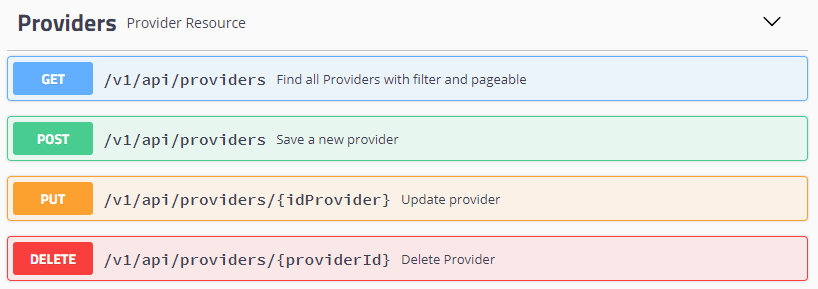 Providers Provider Resource
GET /v1/api/providers Find all Providers with filter and pageable
POST /v1/api/providers Save a new provider
PUT /v1/api/providers/{idProvider} Update provider
DELETE /v1/api/providers/{providerId} Delete Provider